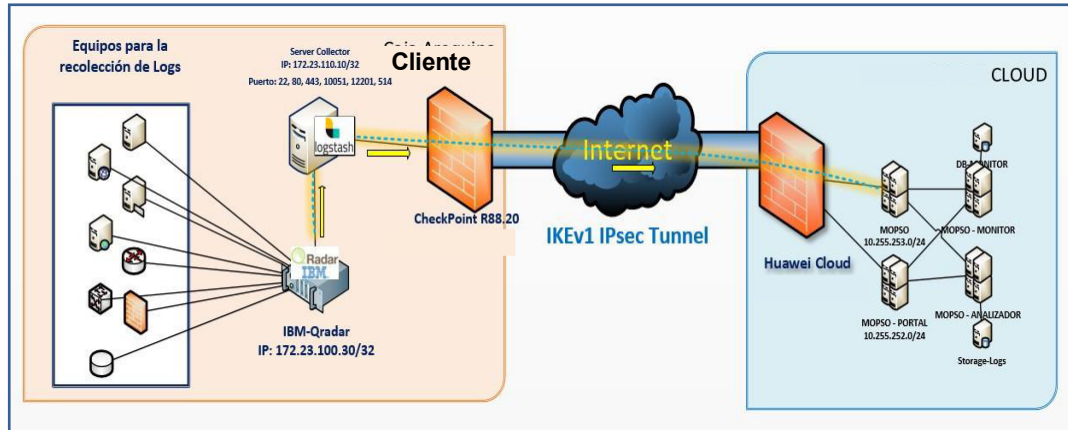 Equipos para la
recolección de Logs
Server Collector
IP: 172.23.110.10/32
Puerto: 22, 80, 443, 10051, 12201, 514
Cliente
logstash
CheckPoint R88.20
Radar
IBM
IBM-Qradar
IP: 172.23.100.30/32
Internet
IKEv1 IPsec Tunnel
CLOUD
Huawei Cloud
MOPSO
10.255.253.0/24
MOPSO - MONITOR
MOPSO - PORTAL
10.255.252.0/24
MOPSO - ANALIZADOR
Storage-Logs